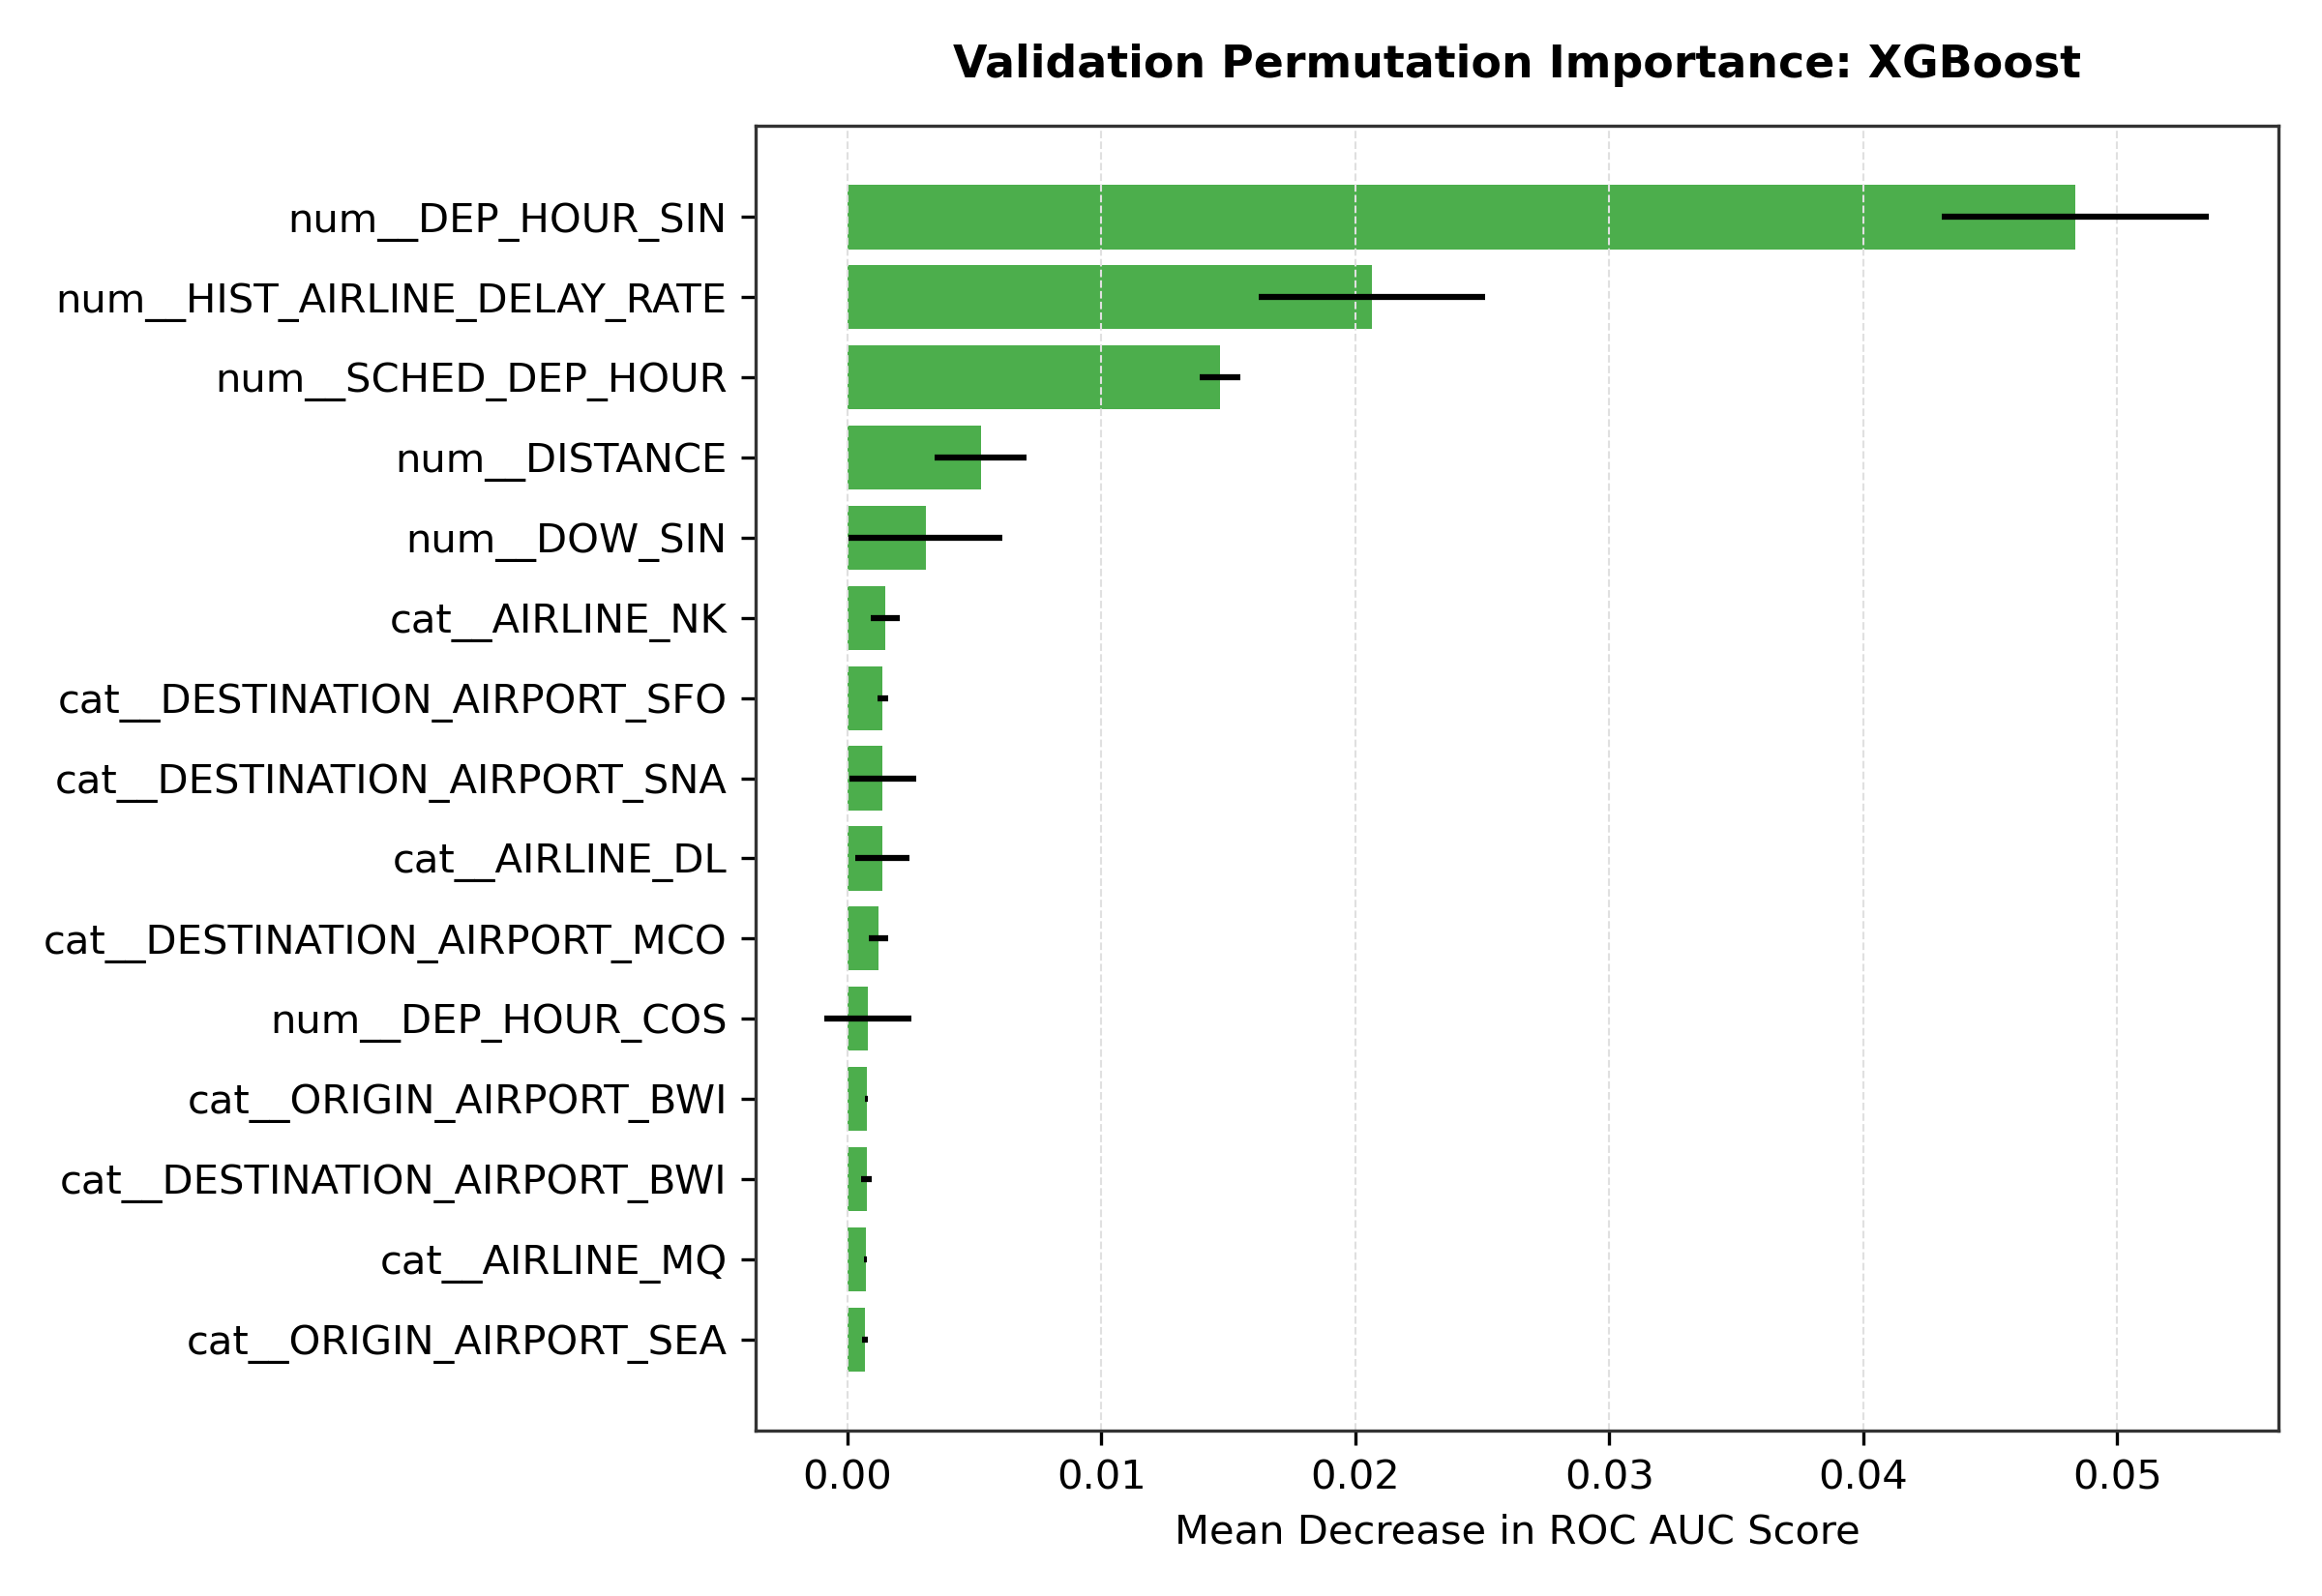 Validation Permutation Importance: XGBoost
num__DEP_HOUR_SIN
num__HIST_AIRLINE_DELAY_RATE
num__SCHED_DEP_HOUR
num__DISTANCE
num__DOW_SIN
cat__AIRLINE_NK
cat__DESTINATION_AIRPORT_SFO
cat__DESTINATION_AIRPORT_SNA
cat__AIRLINE_DL
cat__DESTINATION_AIRPORT_MCO
num__DEP_HOUR_COS
cat__ORIGIN_AIRPORT_BWI
cat__DESTINATION_AIRPORT_BWI
cat__AIRLINE_MQ
cat__ORIGIN_AIRPORT_SEA
0.00 0.01 0.02 0.03 0.04 0.05
Mean Decrease in ROC AUC Score